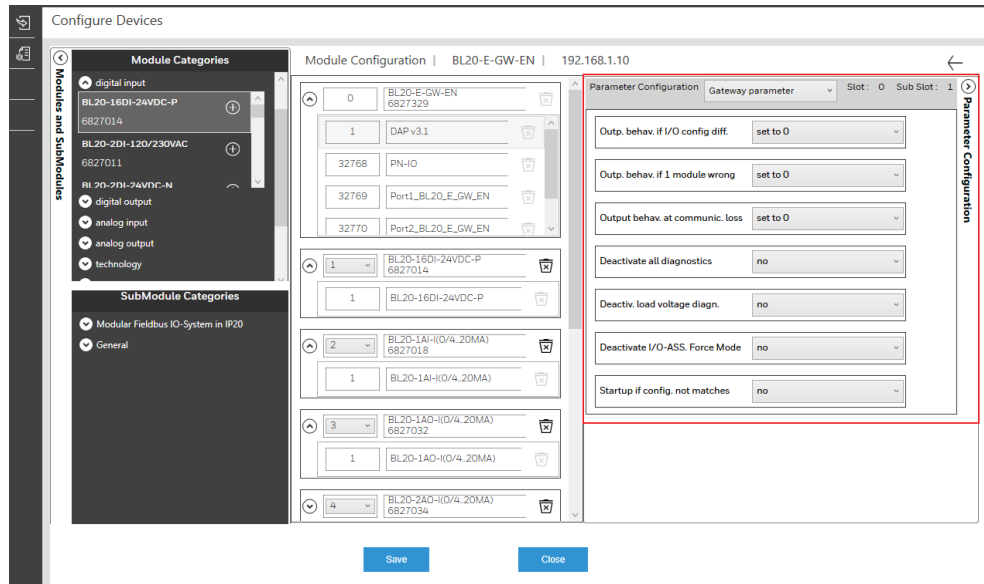 Configure Devices
Modules and SubModules
Module Categories
digital input
BL20-16DI-24VDC-P
6827014
BL20-2DI-120/230VAC
6827011
BL20-2DI-24VDC-N
digital output
analog input
analog output
technology
SubModule Categories
Modular Fieldbus IO-System in IP20
General
Module Configuration | BL20-E-GW-EN | 192.168.1.10
0 BL20-E-GW-EN
6827329
1 DAP v3.1
32768 PN-IO
32769 Port1_BL20_E_GW_EN
32770 Port2_BL20_E_GW_EN
1 BL20-16DI-24VDC-P
6827014
1 BL20-16DI-24VDC-P
2 BL20-1AI-I(0/4..20MA)
6827018
1 BL20-1AI-I(0/4..20MA)
3 BL20-1AO-I(0/4..20MA)
6827032
1 BL20-1AO-I(0/4..20MA)
4 BL20-2AO-I(0/4..20MA)
6827034
Parameter Configuration Gateway parameter Slot: 0 Sub Slot: 1
Outp. behav. if I/O config diff. set to 0
Outp. behav. if 1 module wrong set to 0
Output behav. at communic. loss set to 0
Deactivate all diagnostics no
Deactiv. load voltage diagn. no
Deactivate I/O-ASS. Force Mode no
Startup if config. not matches no
Parameter Configuration
Save Close